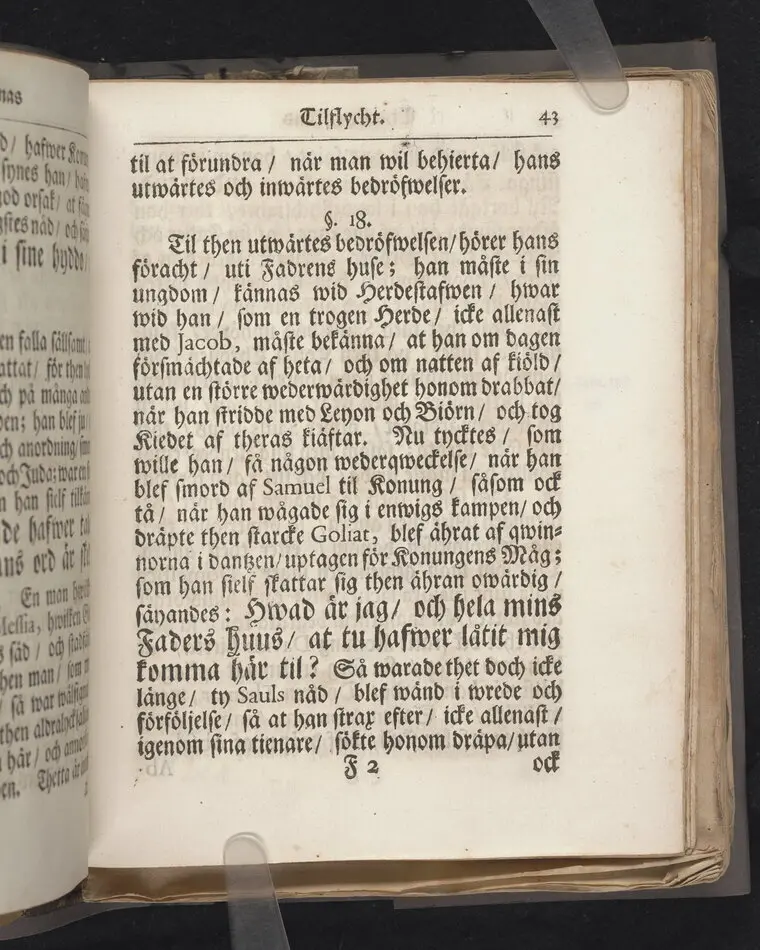 Tilflycht. 43
til at förundra / när man wil behierta / hans
utwärtes och inwärtes bedröfwelser.
§. 18.
Til then utwärtes bedröfwelsen / hörer hans
föracht / uti Fadrens huse; han måste i sin
ungdom / kännas wid Herdestafwen / hwar
wid han / som en trogen Herde / icke allenast
med Jacob, måste bekänna / at han om dagen
försmächtade af heta / och om natten af kiöld /
utan en större wederwärdighet honom drabbat /
när han stridde med Leyon och Biörn / och tog
Kiedet af theras kiäftar. Nu tycktes / som
wille han / få någon wederqweckelse / när han
blef smord af Samuel til Konung / såsom ock
tå / när han wågade sig i enwigs kampen / och
dräpte then starcke Goliat, blef ährat af qwin-
norna i dantzen / uptagen för Konungens Måg;
som han sielf skattar sig then ähran owärdig /
säyandes: Hwad är jag / och hela mins
Faders Huus / at tu hafwer låtit mig
komma här til? Så warade thet doch icke
länge / ty Sauls nåd / blef wänd i wrede och
förföljelse / så at han strax efter / icke allenast /
igenom sina tienare / sökte honom dräpa / utan
F 2 ock